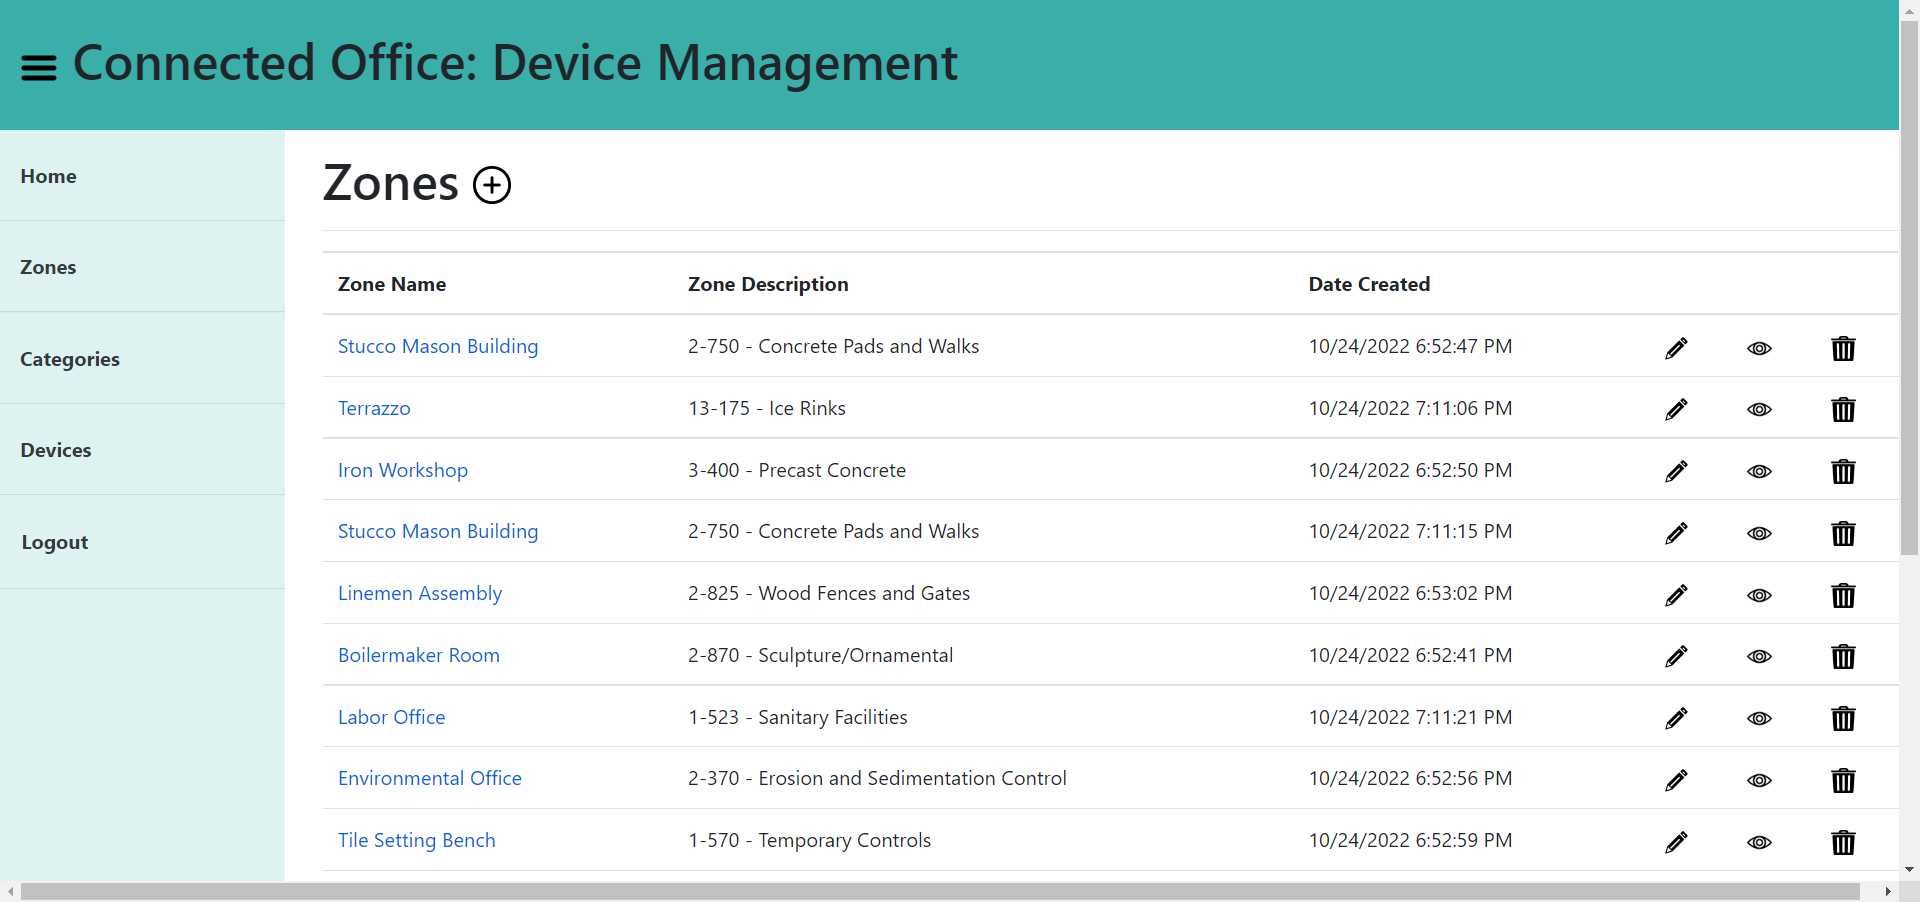 Connected Office: Device Management
Home
Zones
Categories
Devices
Logout
Zones
Zone Name Zone Description Date Created
Stucco Mason Building 2-750 - Concrete Pads and Walks 10/24/2022 6:52:47 PM
Terrazzo 13-175 - Ice Rinks 10/24/2022 7:11:06 PM
Iron Workshop 3-400 - Precast Concrete 10/24/2022 6:52:50 PM
Stucco Mason Building 2-750 - Concrete Pads and Walks 10/24/2022 7:11:15 PM
Linemen Assembly 2-825 - Wood Fences and Gates 10/24/2022 6:53:02 PM
Boilermaker Room 2-870 - Sculpture/Ornamental 10/24/2022 6:52:41 PM
Labor Office 1-523 - Sanitary Facilities 10/24/2022 7:11:21 PM
Environmental Office 2-370 - Erosion and Sedimentation Control 10/24/2022 6:52:56 PM
Tile Setting Bench 1-570 - Temporary Controls 10/24/2022 6:52:59 PM